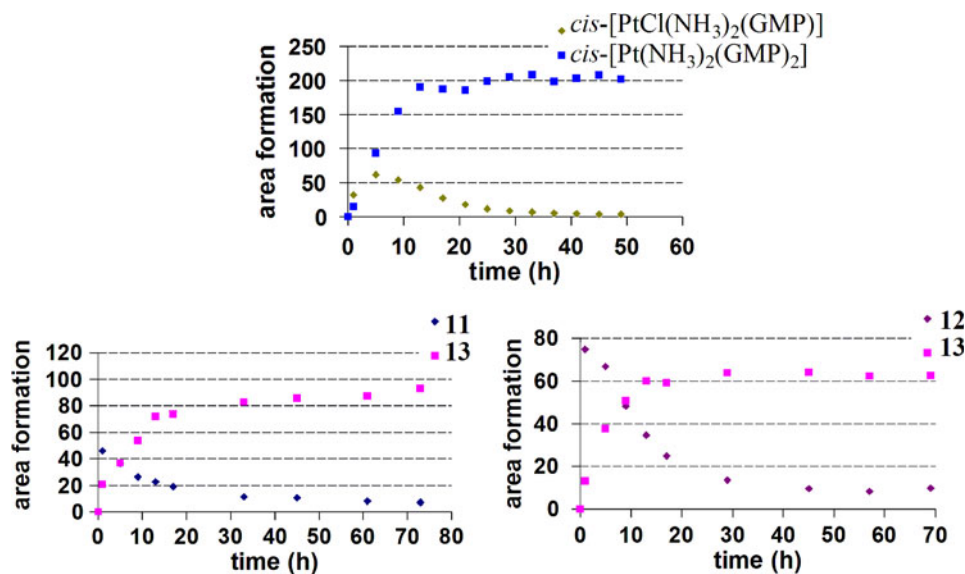 cis-[PtCl(NH₃)₂(GMP)]
cis-[Pt(NH₃)₂(GMP)₂]
area formation
250
200
150
100
50
0
0 10 20 30 40 50 60
time (h)
11
13
area formation
120
100
80
60
40
20
0
0 10 20 30 40 50 60 70 80
time (h)
12
13
area formation
80
60
40
20
0
0 10 20 30 40 50 60 70
time (h)